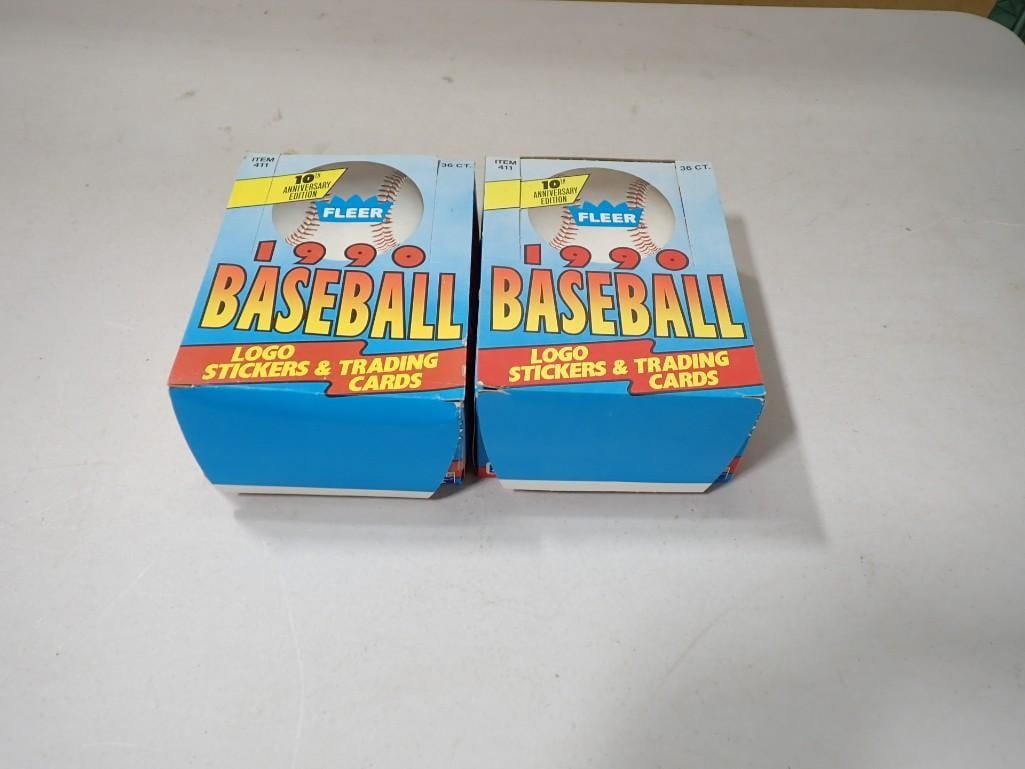 ITEM
411
36 CT.
10TH
ANNIVERSARY
EDITION
FLEER
1990
BASEBALL
LOGO
STICKERS & TRADING
CARDS
ITEM
411
36 CT.
10TH
ANNIVERSARY
EDITION
FLEER
1990
BASEBALL
LOGO
STICKERS & TRADING
CARDS